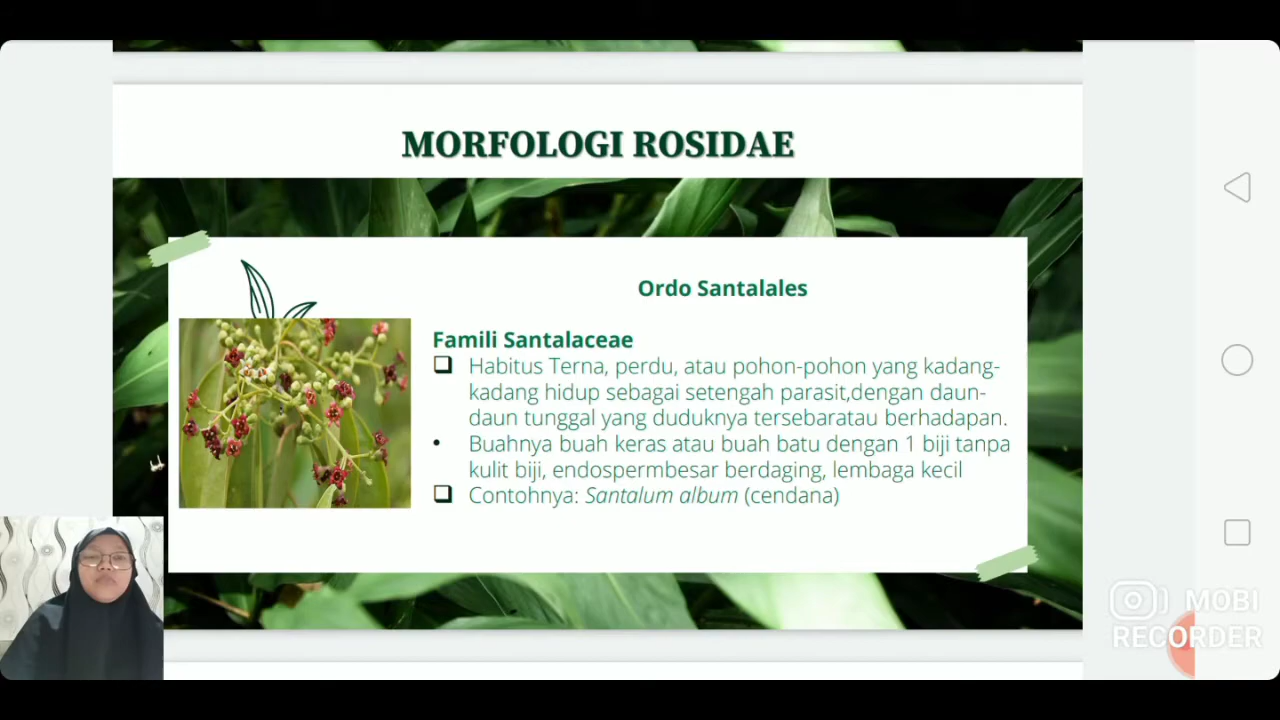 MORFOLOGI ROSIDAE
Ordo Santalales
Famili Santalaceae
Habitus Terna, perdu, atau pohon-pohon yang kadang-
kadang hidup sebagai setengah parasit,dengan daun-
daun tunggal yang duduknya tersebaratau berhadapan.
• Buahnya buah keras atau buah batu dengan 1 biji tanpa
kulit biji, endospermbesar berdaging, lembaga kecil
Contohnya: Santalum album (cendana)
MOBI
RECORDER